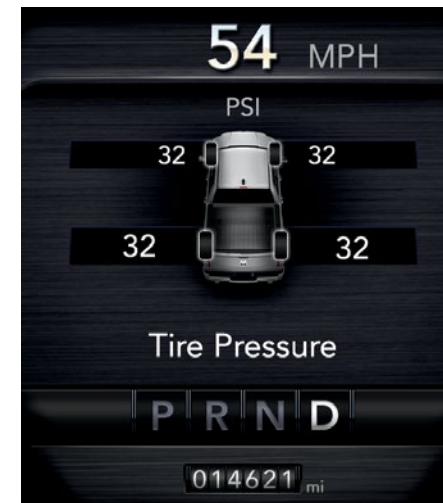 54 MPH
PSI
32 32
32 32
Tire Pressure
P R N D
014621 mi